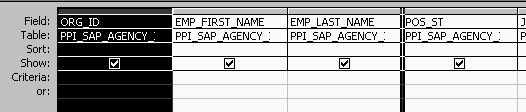 Field: ORG_ID EMP_FIRST_NAME EMP_LAST_NAME POS_ST
Table: PPI_SAP_AGENCY_ PPI_SAP_AGENCY_ PPI_SAP_AGENCY_ PPI_SAP_AGENCY_
Sort:
Show:
Criteria:
or: